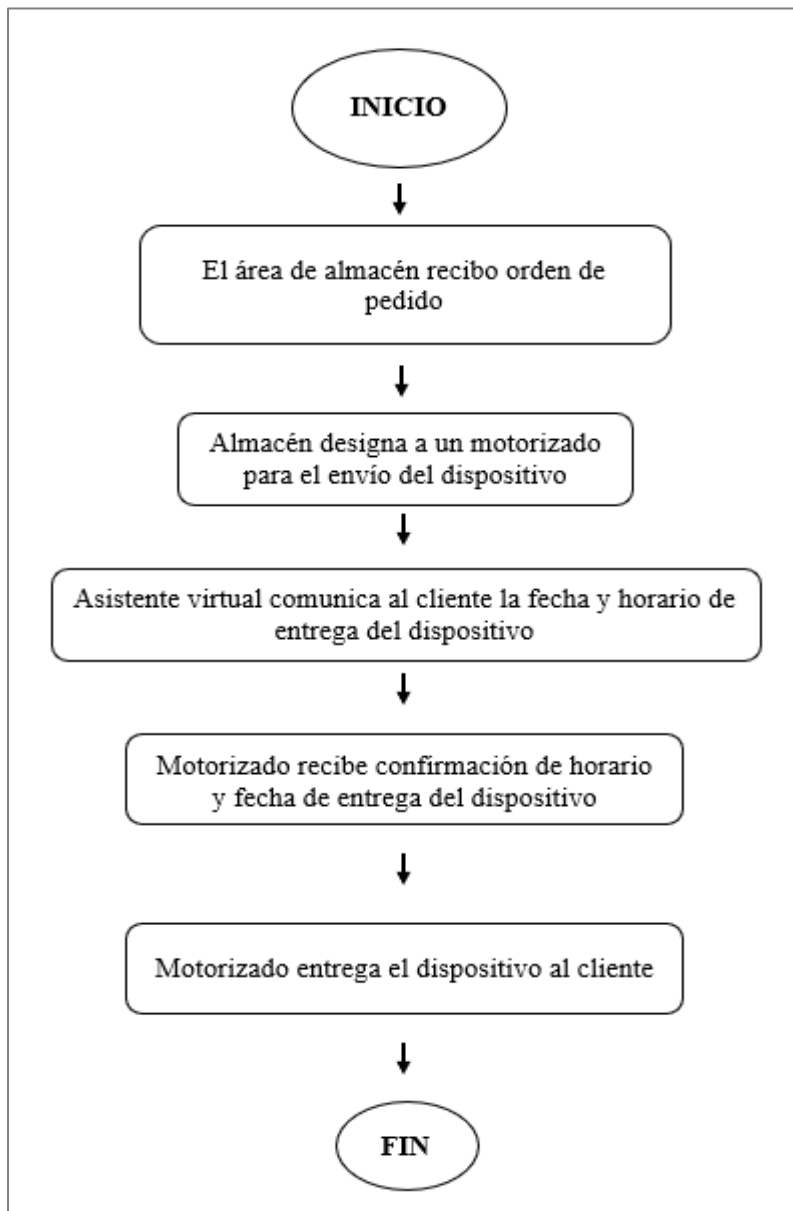 INICIO
El área de almacén recibo orden de
pedido
Almacén designa a un motorizado
para el envío del dispositivo
Asistente virtual comunica al cliente la fecha y horario de
entrega del dispositivo
Motorizado recibe confirmación de horario
y fecha de entrega del dispositivo
Motorizado entrega el dispositivo al cliente
FIN